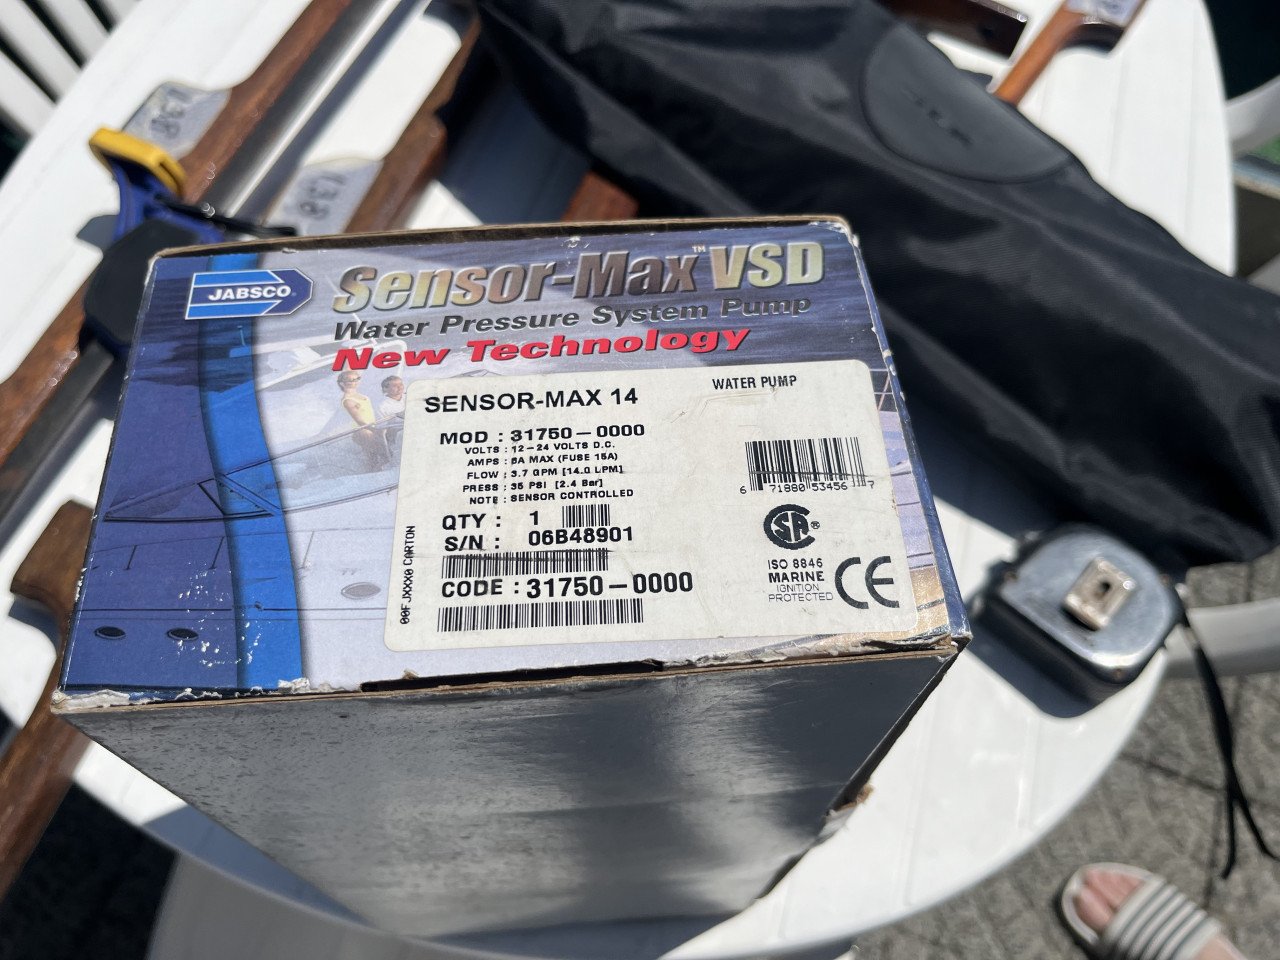 JABSCO®
Sensor-Max™ VSD
Water Pressure System Pump
New Technology
SENSOR-MAX 14
WATER PUMP
MOD : 31750-0000
VOLTS : 12-24 VOLTS D.C.
AMPS : 8A MAX (FUSE 15A)
FLOW : 3.7 GPM [14.0 LPM]
PRESS : 35 PSI [2.4 Bar]
NOTE : SENSOR CONTROLLED
QTY : 1
S/N : 06B48901
CODE : 31750-0000
6 71880 53456 7
CSA®
ISO 8846
MARINE
IGNITION
PROTECTED
CE